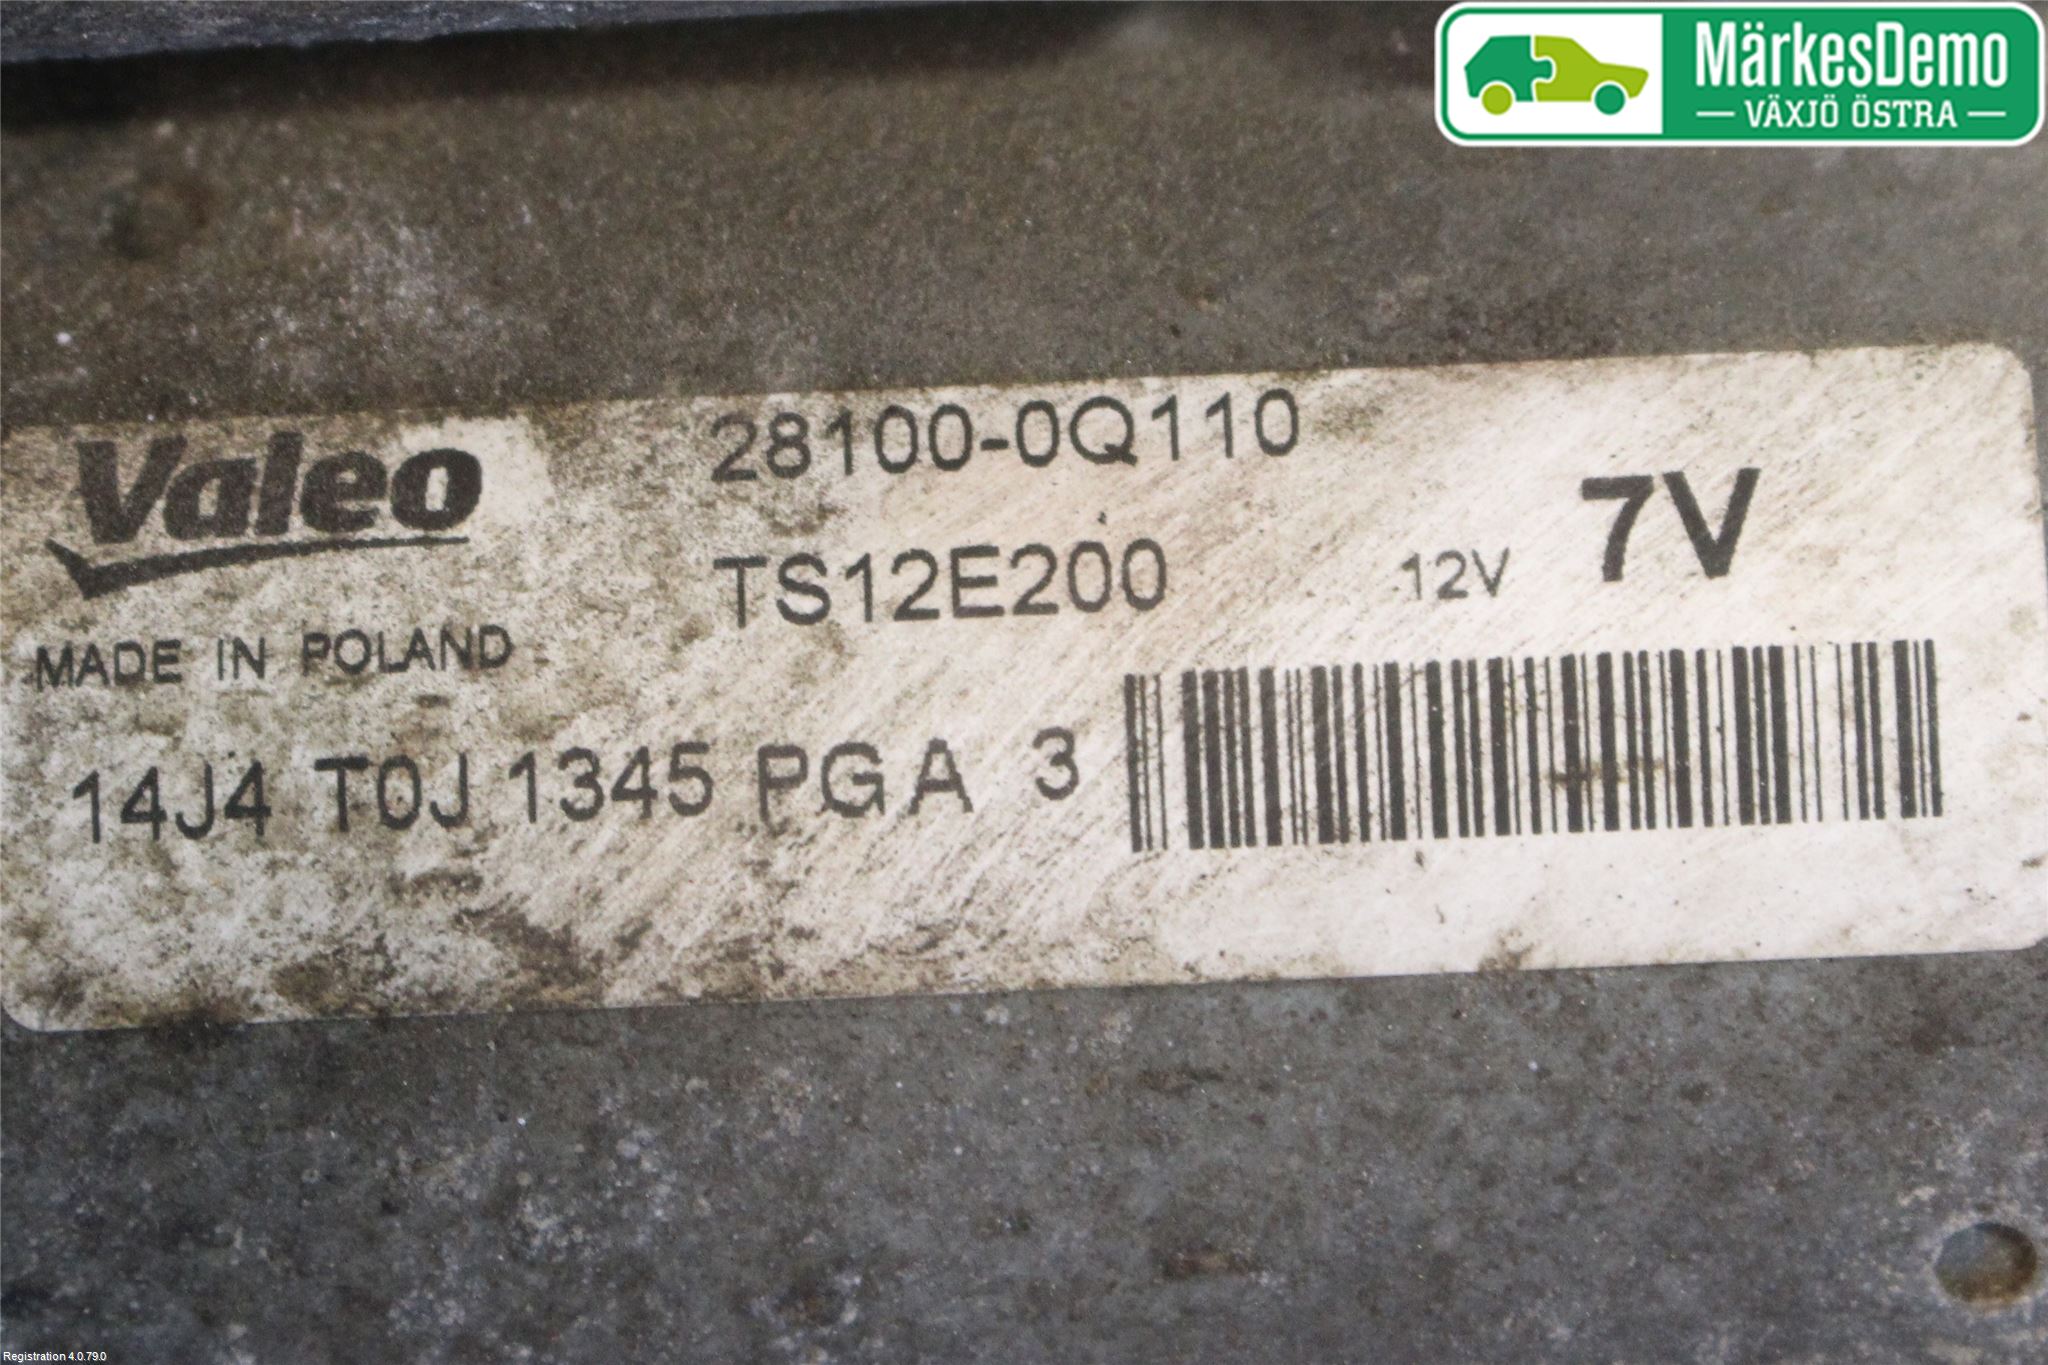 MärkesDemo
VÄXJÖ ÖSTRA
Valeo
28100-0Q110
TS12E200
12V
7V
MADE IN POLAND
14J4 T0J 1345 PGA 3
Registration 4.0.79.0